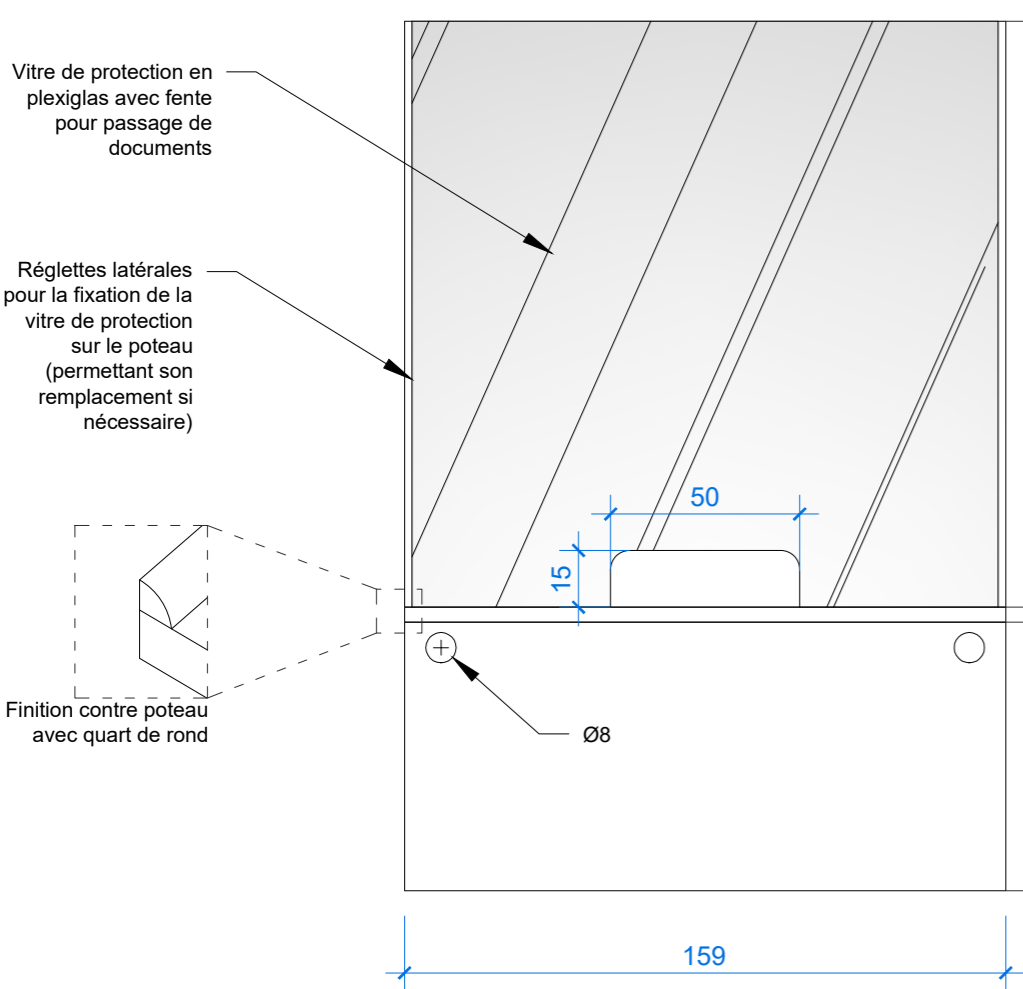 Vitre de protection en
plexiglas avec fente
pour passage de
documents
Réglettes latérales
pour la fixation de la
vitre de protection
sur le poteau
(permettant son
remplacement si
nécessaire)
50
15
Finition contre poteau
avec quart de rond
Ø8
159